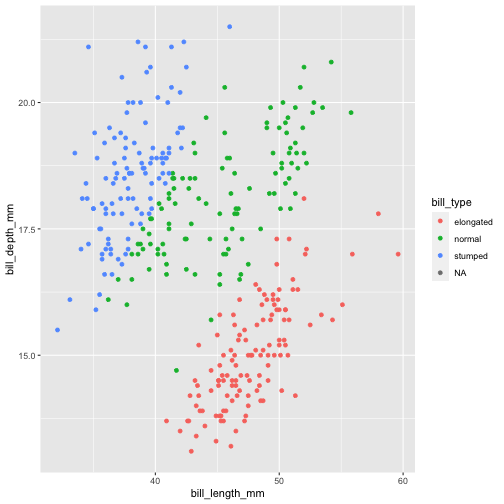 20.0
17.5
15.0
bill_depth_mm
40
50
60
bill_length_mm
bill_type
elongated
normal
stumped
NA